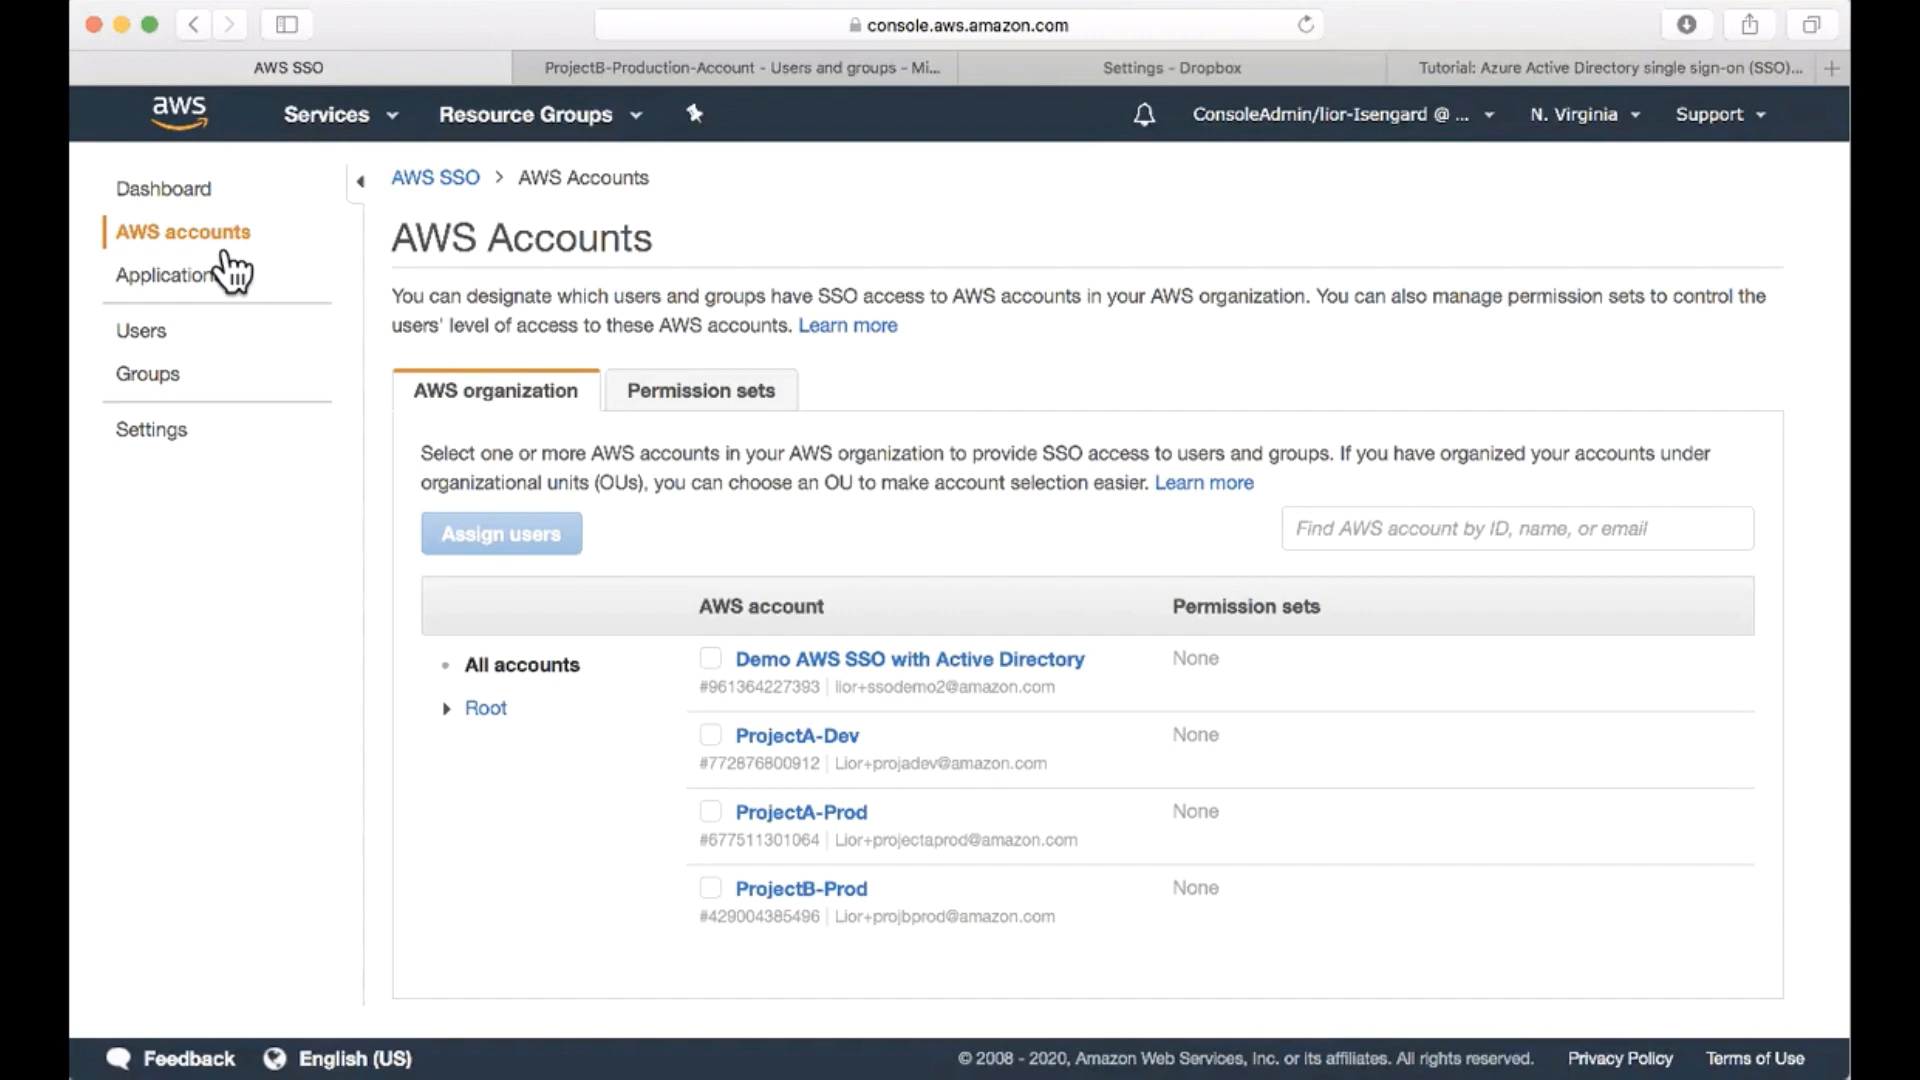 console.aws.amazon.com
AWS SSO
ProjectB-Production-Account - Users and groups - Mi...
Settings - Dropbox
Tutorial: Azure Active Directory single sign-on (SSO)...
aws
Services
Resource Groups
ConsoleAdmin/lior-Isengard @ ...
N. Virginia
Support
Dashboard
AWS accounts
Application
Users
Groups
Settings
AWS SSO > AWS Accounts
AWS Accounts
You can designate which users and groups have SSO access to AWS accounts in your AWS organization. You can also manage permission sets to control the
users' level of access to these AWS accounts. Learn more
AWS organization
Permission sets
Select one or more AWS accounts in your AWS organization to provide SSO access to users and groups. If you have organized your accounts under
organizational units (OUs), you can choose an OU to make account selection easier. Learn more
Assign users
Find AWS account by ID, name, or email
AWS account
Permission sets
All accounts
Root
Demo AWS SSO with Active Directory
None
#961364227393 | lior+ssodemo2@amazon.com
ProjectA-Dev
None
#772876800912 | Lior+projadev@amazon.com
ProjectA-Prod
None
#677511301064 | Lior+projectaprod@amazon.com
ProjectB-Prod
None
#429004385496 | Lior+projbprod@amazon.com
Feedback
English (US)
© 2008 - 2020, Amazon Web Services, Inc. or its affiliates. All rights reserved.
Privacy Policy
Terms of Use